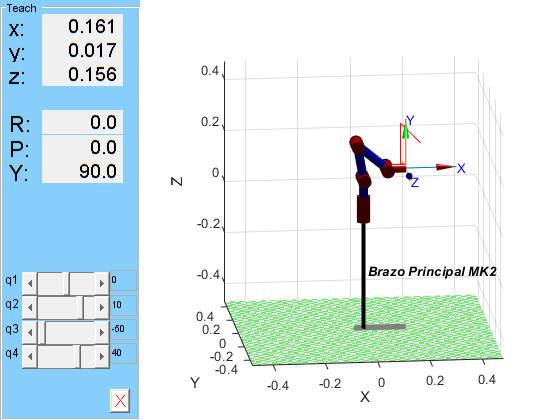 Teach
x: 0.161
y: 0.017
z: 0.156
R: 0.0
P: 0.0
Y: 90.0
q1 0
q2 10
q3 -50
q4 40
X
0.4
0.2
0
-0.2
-0.4
Z
Y
X
Z
Brazo Principal MK2
0.4
0.2
0
-0.2
-0.4
Y
-0.4
-0.2
0
0.2
0.4
X